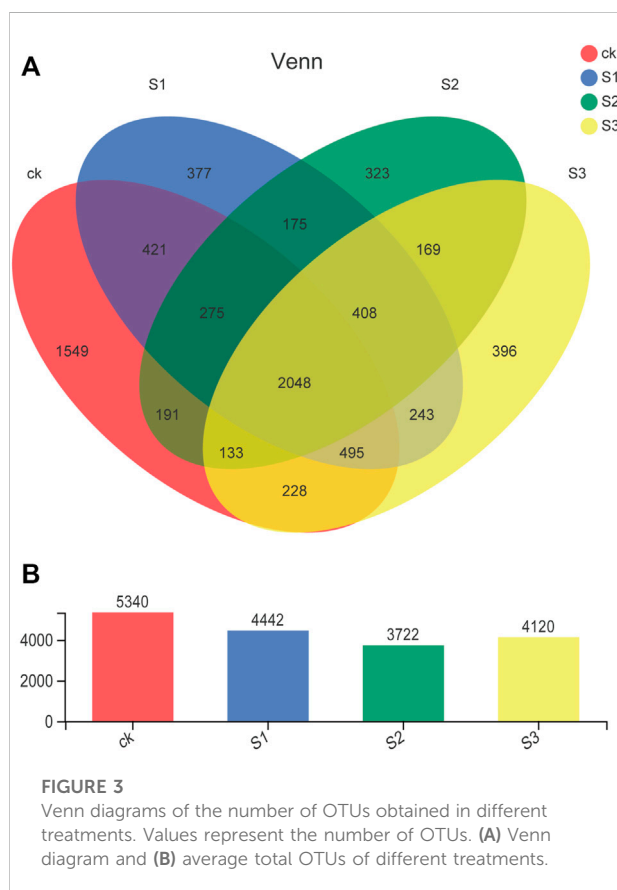 A
Venn
ck
S1
S2
S3
S1
S2
ck
S3
377
323
421
175
169
275
408
1549
2048
396
191
243
133
495
228
B
5340
4442
3722
4120
4000
2000
0
ck
S1
S2
S3
FIGURE 3
Venn diagrams of the number of OTUs obtained in different
treatments. Values represent the number of OTUs. (A) Venn
diagram and (B) average total OTUs of different treatments.